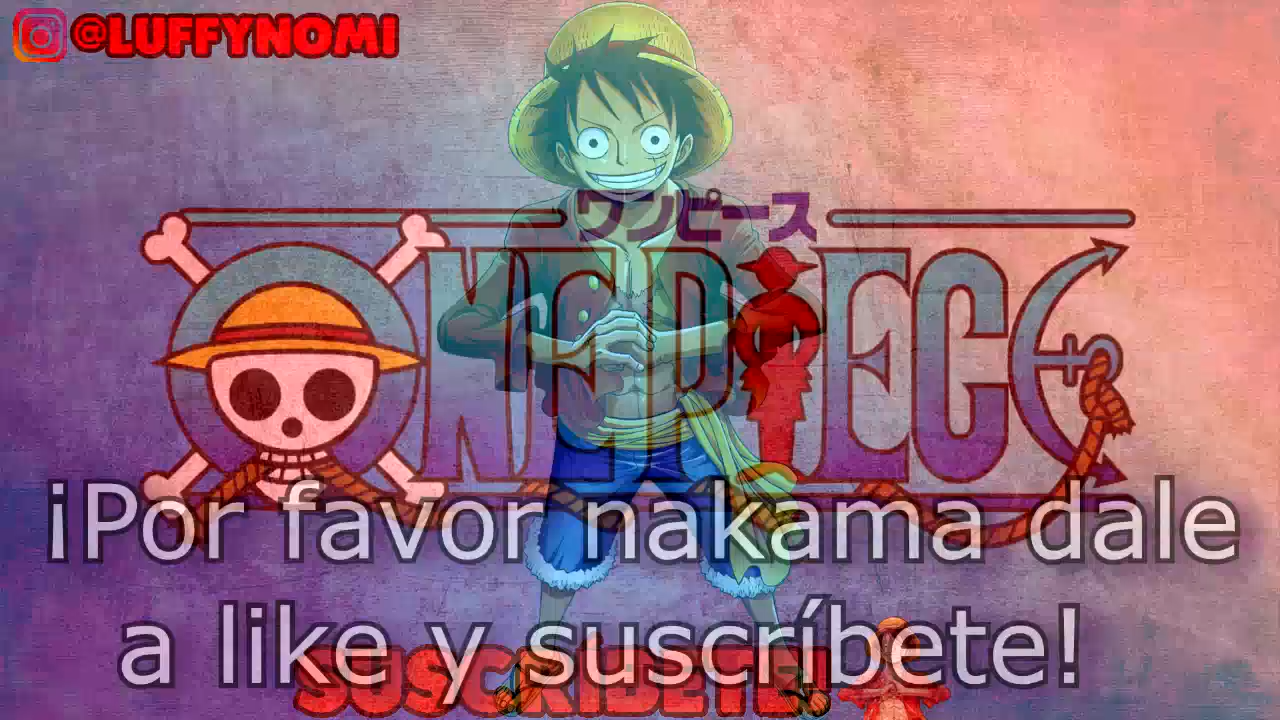 @LUFFYNOMI
ワンピース
ONE PIECE
¡Por favor nakama dale
a like y suscríbete!
SUSCRIBETE!